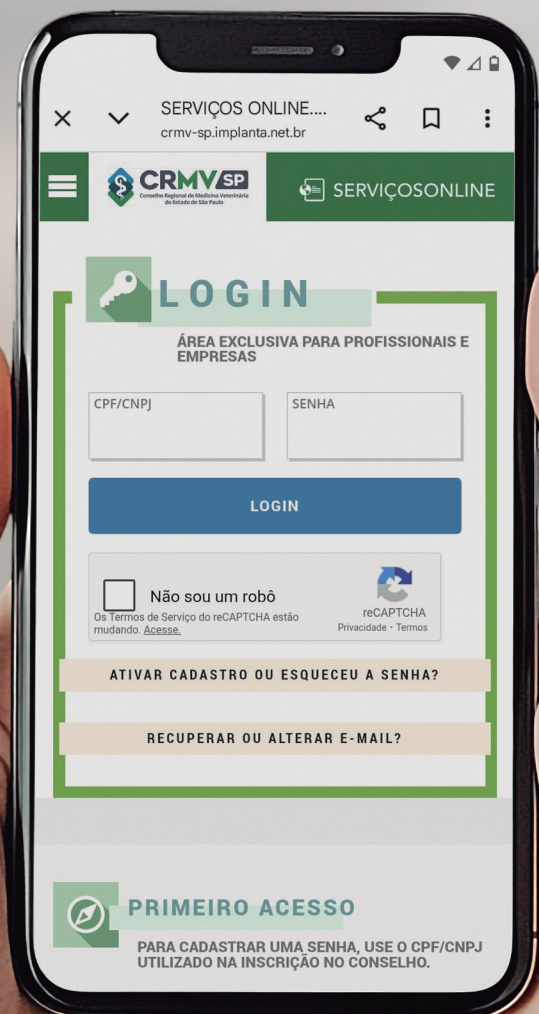 SERVIÇOS ONLINE....
crmv-sp.implanta.net.br
CRMV SP
Conselho Regional de Medicina Veterinária
do Estado de São Paulo
SERVIÇOSONLINE
LOGIN
ÁREA EXCLUSIVA PARA PROFISSIONAIS E
EMPRESAS
CPF/CNPJ
SENHA
LOGIN
Não sou um robô
Os Termos de Serviço do reCAPTCHA estão
mudando. Acesse.
reCAPTCHA
Privacidade - Termos
ATIVAR CADASTRO OU ESQUECEU A SENHA?
RECUPERAR OU ALTERAR E-MAIL?
PRIMEIRO ACESSO
PARA CADASTRAR UMA SENHA, USE O CPF/CNPJ
UTILIZADO NA INSCRIÇÃO NO CONSELHO.